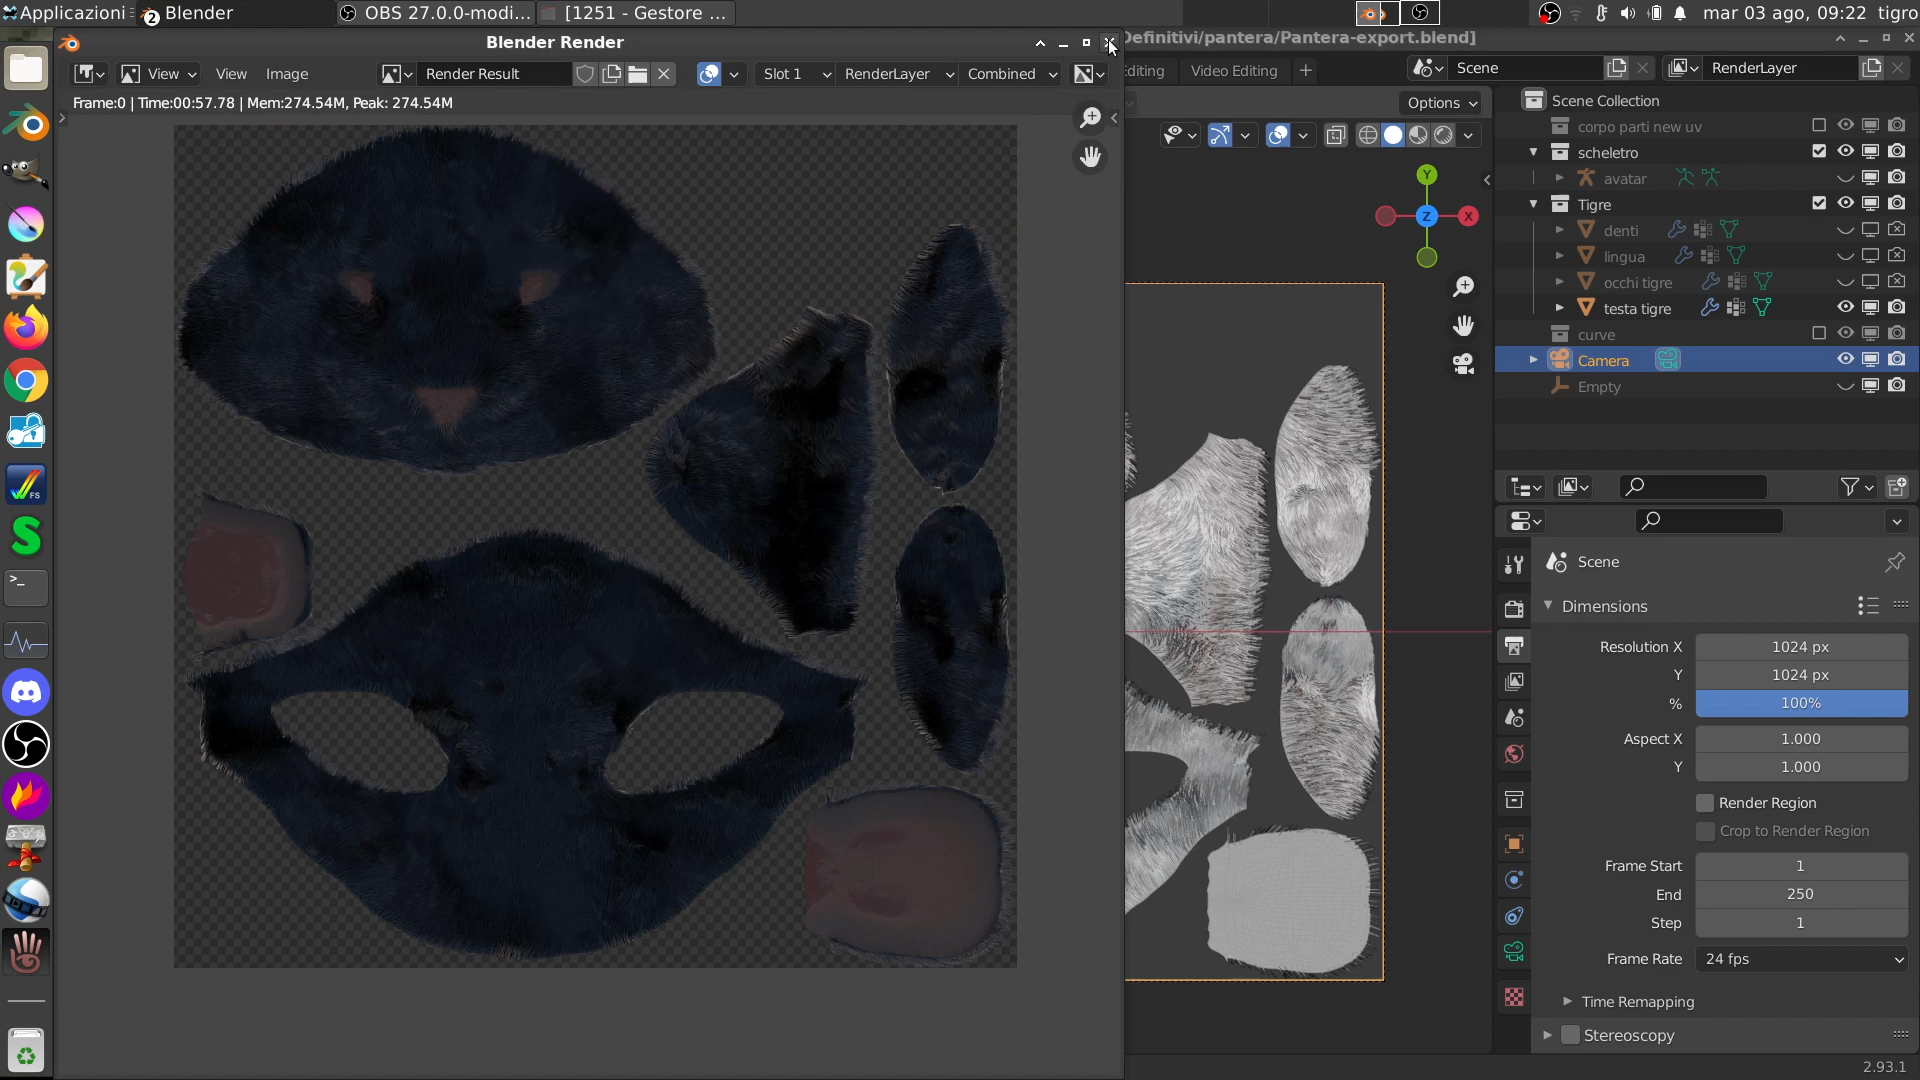 Applicazioni
2 Blender
OBS 27.0.0-modi...
[1251 - Gestore ...
mar 03 ago, 09:22 tigro
Blender Render
Definitivi/pantera/Pantera-export.blend]
View
View
Image
Render Result
Slot 1
RenderLayer
Combined
Editing
Video Editing
+
Scene
RenderLayer
Frame:0 | Time:00:57.78 | Mem:274.54M, Peak: 274.54M
Options
Scene Collection
corpo parti new uv
scheletro
avatar
Tigre
denti
lingua
occhi tigre
testa tigre
curve
Camera
Empty
Y
Z
X
Scene
Dimensions
Resolution X 1024 px
Y 1024 px
% 100%
Aspect X 1.000
Y 1.000
Render Region
Crop to Render Region
Frame Start 1
End 250
Step 1
Frame Rate 24 fps
Time Remapping
Stereoscopy
2.93.1
FS
S
>_